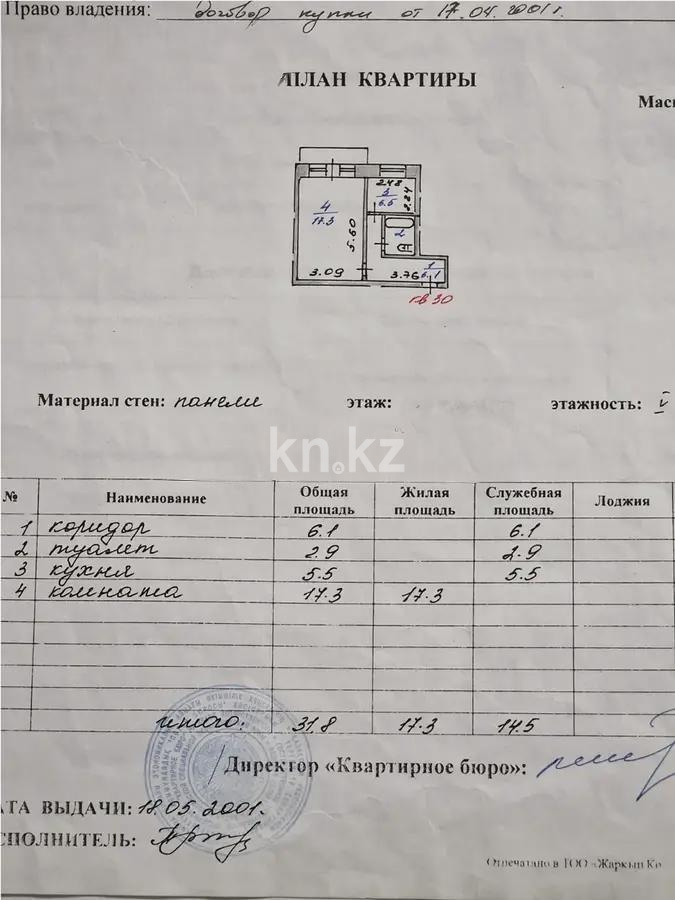 Право владения: договор купли от 17.04.2001г.
ПЛАН КВАРТИРЫ
Мас
2.48
3
5.5
2.24
4
17.3
5.60
2
3.09
3.76
1
6.1
кв 30
Материал стен: панели этаж: этажность: V
kn.kz
№ Наименование Общая площадь Жилая площадь Служебная площадь Лоджия
1 коридор 6.1 6.1
2 туалет 2.9 2.9
3 кухня 5.5 5.5
4 комната 17.3 17.3
итого: 31.8 17.3 14.5
Директор «Квартирное бюро»:
АТА ВЫДАЧИ: 18.05.2001.
СПОЛНИТЕЛЬ:
Отпечатано в ТОО «Жаркын Ко